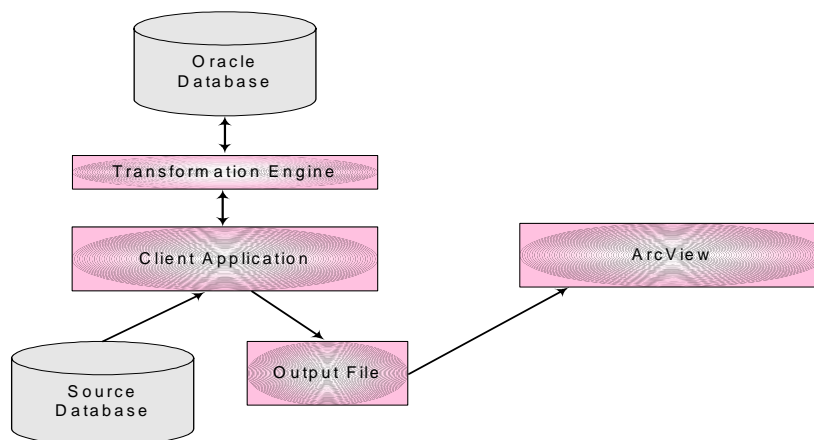 Oracle
Database
Transformation Engine
Client Application
ArcView
Output File
Source
Database